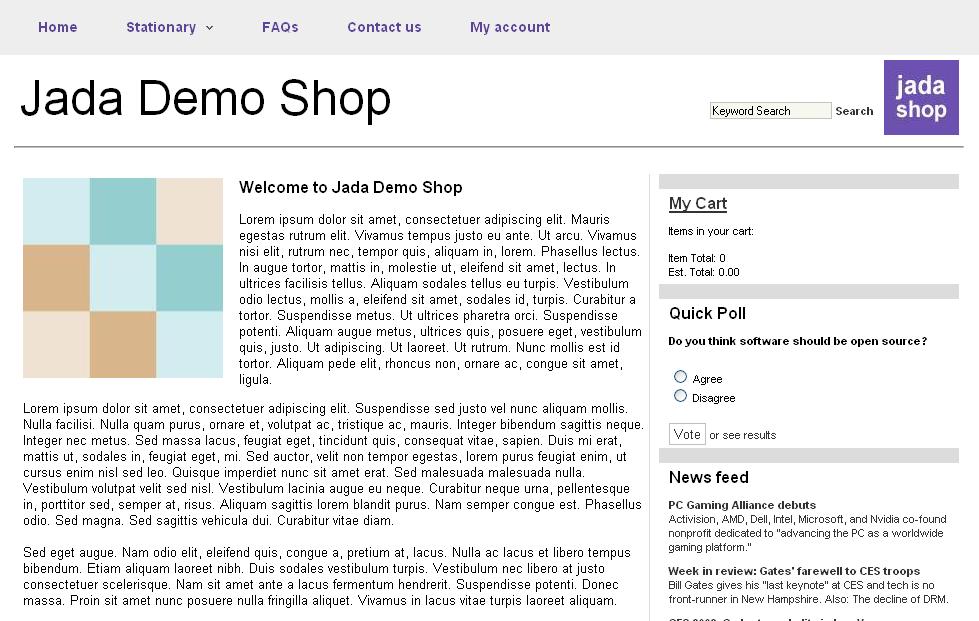 Home Stationary FAQs Contact us My account
Jada Demo Shop
Keyword Search Search
jada
shop
Welcome to Jada Demo Shop
Lorem ipsum dolor sit amet, consectetuer adipiscing elit. Mauris
egestas rutrum elit. Vivamus tempus justo eu ante. Ut arcu. Vivamus
nisi elit, rutrum nec, tempor quis, aliquam in, lorem. Phasellus lectus.
In augue tortor, mattis in, molestie ut, eleifend sit amet, lectus. In
ultrices facilisis tellus. Aliquam sodales tellus eu turpis. Vestibulum
odio lectus, mollis a, eleifend sit amet, sodales id, turpis. Curabitur a
tortor. Suspendisse metus. Ut ultrices pharetra orci. Suspendisse
potenti. Aliquam augue metus, ultrices quis, posuere eget, vestibulum
quis, justo. Ut adipiscing. Ut laoreet. Ut rutrum. Nunc mollis est id
tortor. Aliquam pede elit, rhoncus non, ornare ac, congue sit amet,
ligula.
Lorem ipsum dolor sit amet, consectetuer adipiscing elit. Suspendisse sed justo vel nunc aliquam mollis.
Nulla facilisi. Nulla quam purus, ornare et, volutpat ac, tristique ac, mauris. Integer bibendum sagittis neque.
Integer nec metus. Sed massa lacus, feugiat eget, tincidunt quis, consequat vitae, sapien. Duis mi erat,
mattis ut, sodales in, feugiat eget, mi. Sed auctor, velit non tempor egestas, lorem purus feugiat enim, ut
cursus enim nisl sed leo. Quisque imperdiet nunc sit amet erat. Sed malesuada malesuada nulla.
Vestibulum volutpat velit sed nisl. Vestibulum lacinia augue eu neque. Curabitur neque urna, pellentesque
in, porttitor sed, semper at, risus. Aliquam sagittis lorem blandit purus. Nam semper congue est. Phasellus
odio. Sed magna. Sed sagittis vehicula dui. Curabitur vitae diam.
Sed eget augue. Nam odio elit, eleifend quis, congue a, pretium at, lacus. Nulla ac lacus et libero tempus
bibendum. Etiam aliquam laoreet nibh. Duis sodales vestibulum turpis. Vestibulum nec libero at justo
consectetuer scelerisque. Nam sit amet ante a lacus fermentum hendrerit. Suspendisse potenti. Donec
massa. Proin sit amet nunc posuere nulla fringilla aliquet. Vivamus in lacus vitae turpis laoreet aliquam.
My Cart
Items in your cart:
Item Total: 0
Est. Total: 0.00
Quick Poll
Do you think software should be open source?
Agree
Disagree
Vote or see results
News feed
PC Gaming Alliance debuts
Activision, AMD, Dell, Intel, Microsoft, and Nvidia co-found
nonprofit dedicated to "advancing the PC as a worldwide
gaming platform."
Week in review: Gates' farewell to CES troops
Bill Gates gives his "last keynote" at CES and tech is no
front-runner in New Hampshire. Also: The decline of DRM.